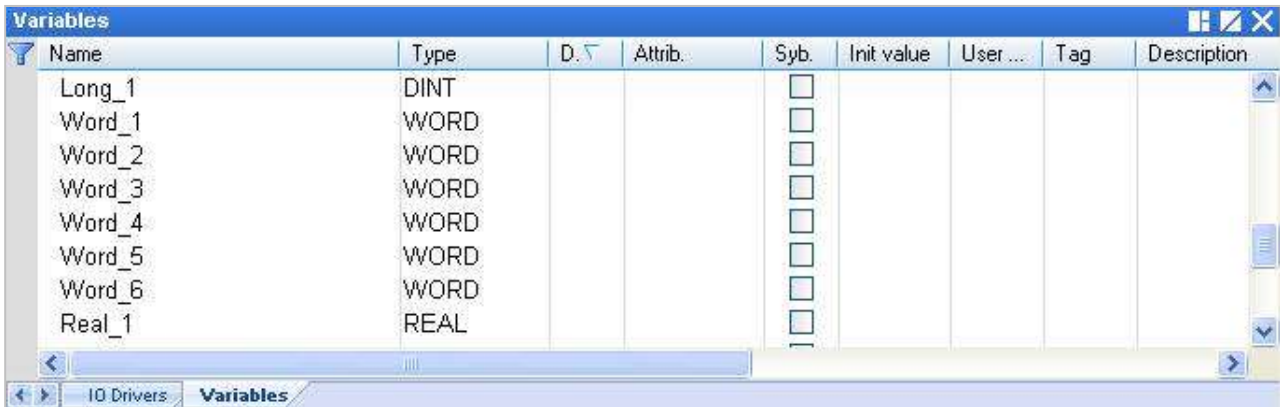 Variables
Name Type D. Attrib. Syb. Init value User ... Tag Description
Long_1 DINT
Word_1 WORD
Word_2 WORD
Word_3 WORD
Word_4 WORD
Word_5 WORD
Word_6 WORD
Real_1 REAL
IO Drivers Variables